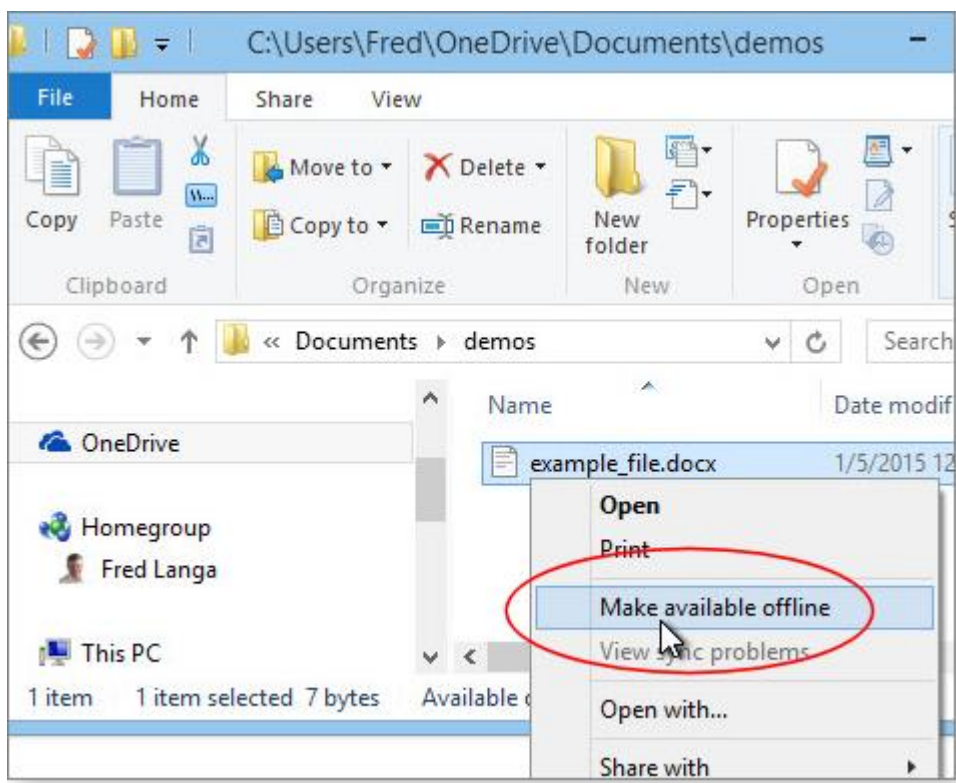 C:\Users\Fred\OneDrive\Documents\demos
File Home Share View
Copy Paste Move to Copy to Delete Rename New folder Properties
Clipboard Organize New Open
« Documents demos Search
Name Date modif
OneDrive
example_file.docx 1/5/2015 12
Open
Homegroup
Print
Fred Langa
Make available offline
This PC
View sync problems
1 item 1 item selected 7 bytes Available
Open with...
Share with